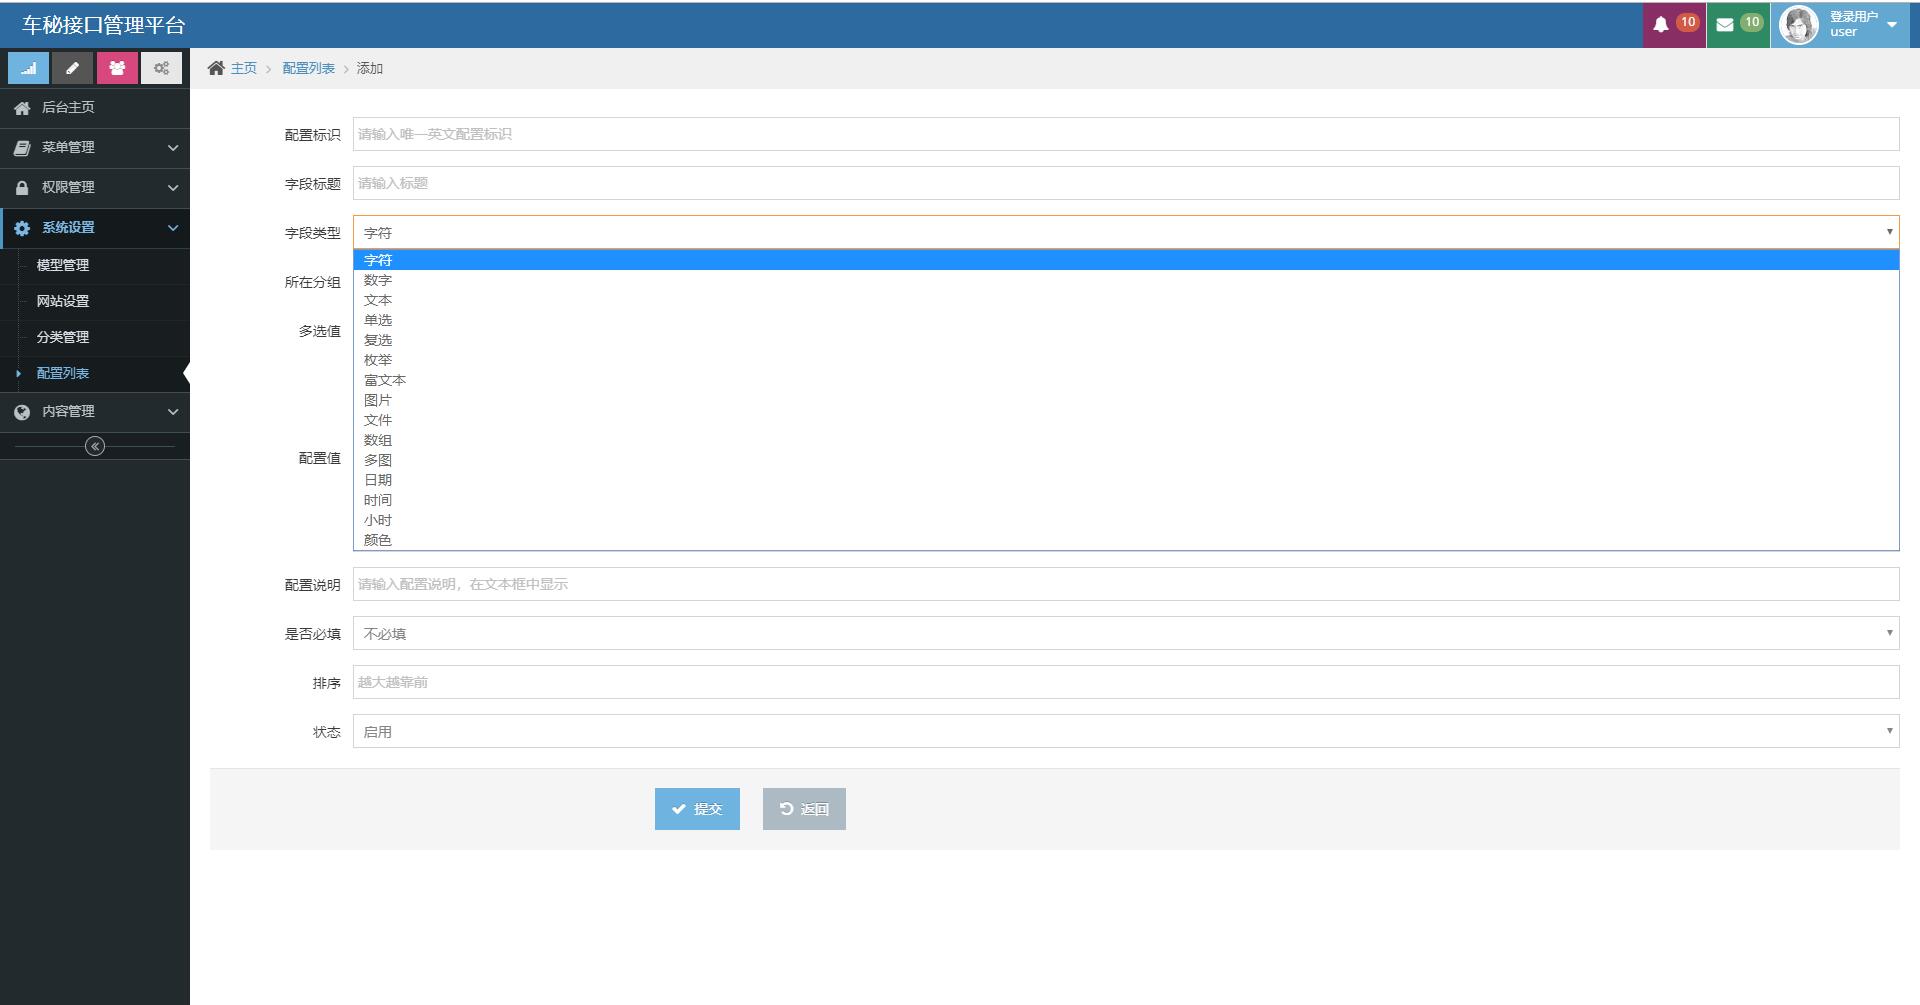 车秘接口管理平台
10
10
登录用户
user
主页
配置列表
添加
后台主页
菜单管理
权限管理
系统设置
模型管理
网站设置
分类管理
配置列表
内容管理
配置标识
请输入唯一英文配置标识
字段标题
请输入标题
字段类型
字符
字符
数字
文本
单选
复选
枚举
富文本
图片
文件
数组
多图
日期
时间
小时
颜色
所在分组
多选值
配置值
配置说明
请输入配置说明，在文本框中显示
是否必填
不必填
排序
越大越靠前
状态
启用
提交
返回